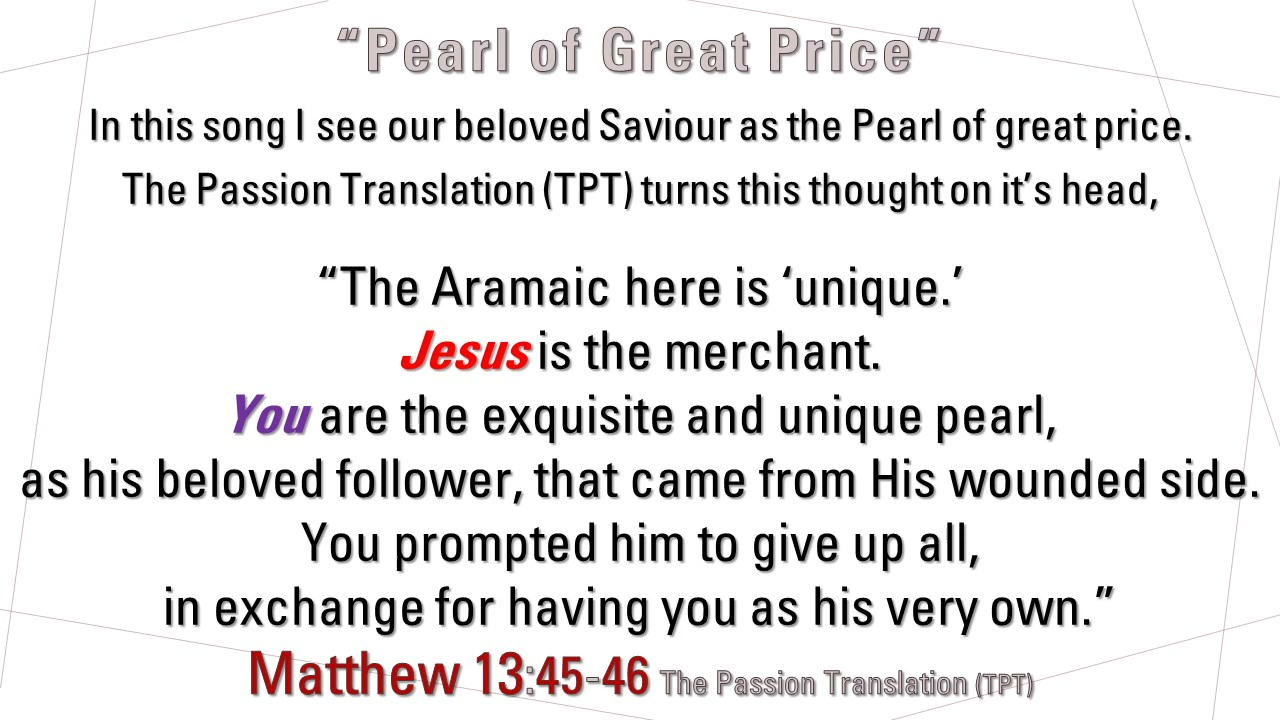 “Pearl of Great Price”
In this song I see our beloved Saviour as the Pearl of great price.
The Passion Translation (TPT) turns this thought on it’s head,
“The Aramaic here is ‘unique.’
Jesus is the merchant.
You are the exquisite and unique pearl,
as his beloved follower, that came from His wounded side.
You prompted him to give up all,
in exchange for having you as his very own.”
Matthew 13:45-46 The Passion Translation (TPT)